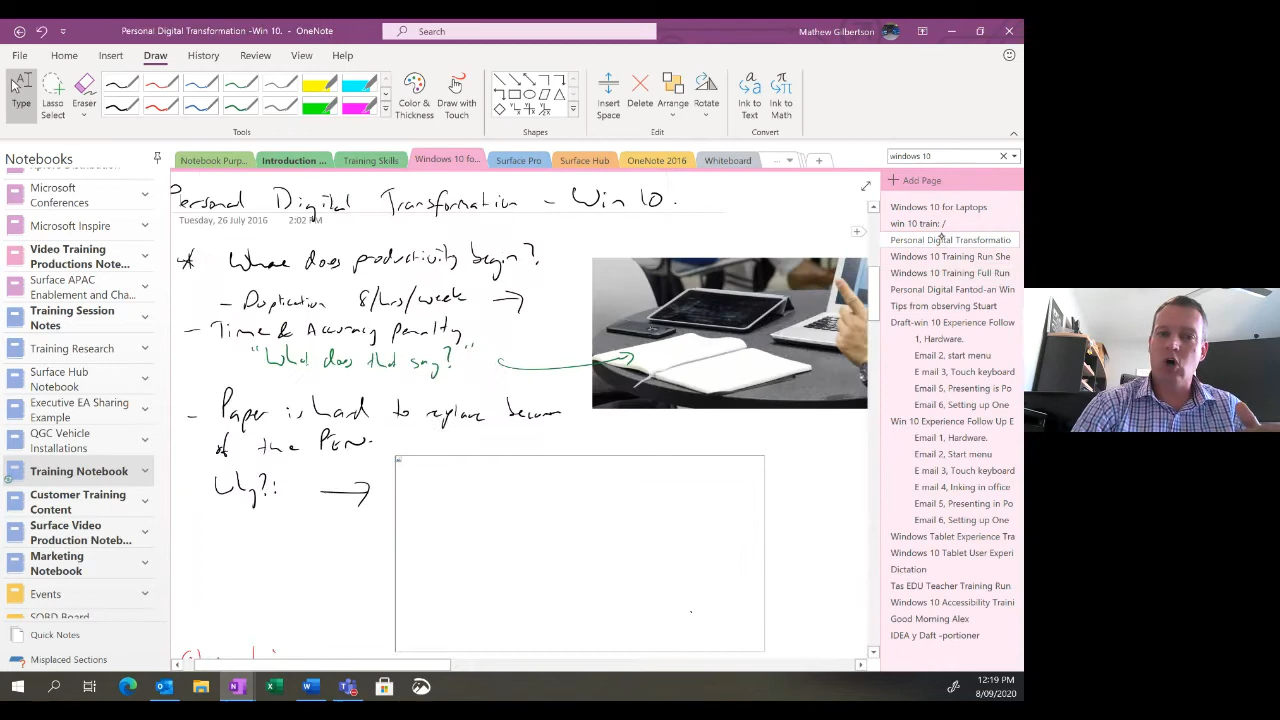 Personal Digital Transformation -Win 10. - OneNote
Search
Mathew Gilbertson
File Home Insert Draw History Review View Help
Type
Lasso Select
Eraser
Color & Thickness
Draw with Touch
Insert Space
Delete
Arrange
Rotate
Ink to Text
Ink to Math
Tools
Shapes
Edit
Convert
Notebooks
Notebook Purp...
Introduction ...
Training Skills
Windows 10 fo...
Surface Pro
Surface Hub
OneNote 2016
Whiteboard
...
windows 10
Microsoft Conferences
Microsoft Inspire
Video Training Productions Note...
Surface APAC Enablement and Cha...
Training Session Notes
Training Research
Surface Hub Notebook
Executive EA Sharing Example
QGC Vehicle Installations
Training Notebook
Customer Training Content
Surface Video Production Noteb...
Marketing Notebook
Events
Quick Notes
Misplaced Sections
Personal Digital Transformation - Win 10.
Tuesday, 26 July 2016 2:02 PM
* Where does productivity begin?
- Duplication 8/hrs/week →
- Time & Accuracy penalty
"What does that say?"
- Paper is hard to replace because
of the PEN.
Why?: →
Add Page
Windows 10 for Laptops
win 10 train: /
Personal Digital Transformatio
Windows 10 Training Run She
Windows 10 Training Full Run
Personal Digital Fantod-an Win
Tips from observing Stuart
Draft-win 10 Experience Follow
1, Hardware.
Email 2, start menu
E mail 3, Touch keyboard
Email 5, Presenting is Po
Email 6, Setting up One
Win 10 Experience Follow Up E
Email 1, Hardware.
Email 2, Start menu
E mail 3, Touch keyboard
E mail 4, Inking in office
Email 5, Presenting in Po
Email 6, Setting up One
Windows Tablet Experience Tra
Windows 10 Tablet User Experi
Dictation
Tas EDU Teacher Training Run
Windows 10 Accessibility Traini
Good Morning Alex
IDEA y Daft -portioner
12:19 PM
8/09/2020